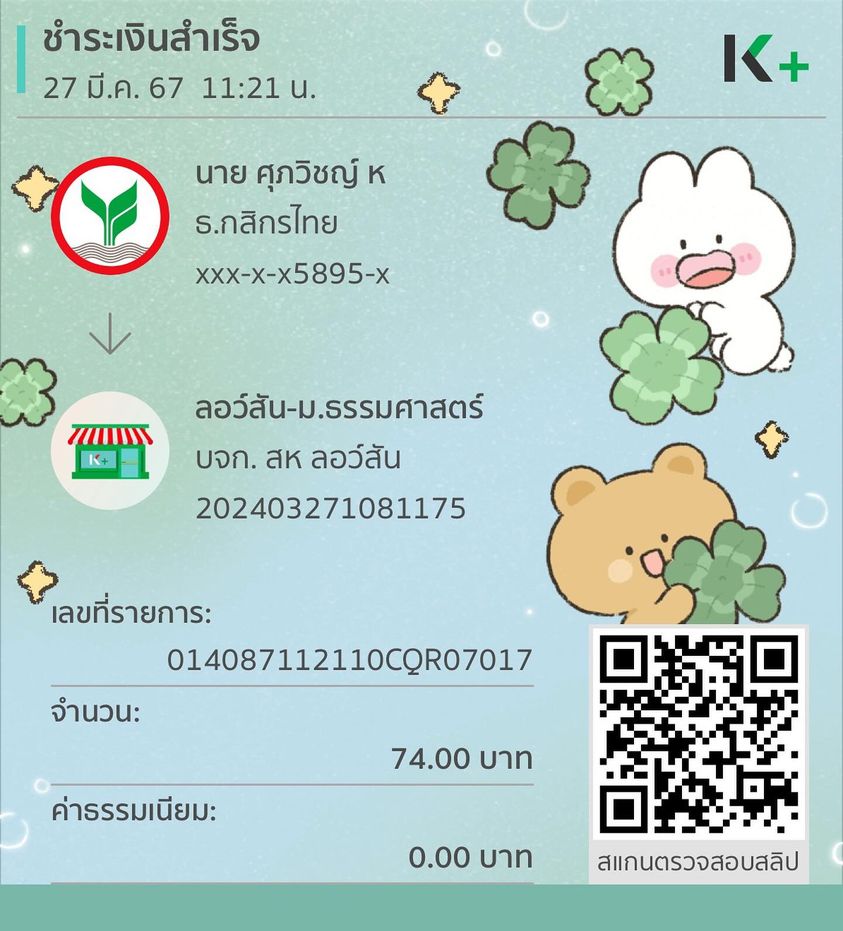 ชำระเงินสำเร็จ
27 มี.ค. 67 11:21 น.
K+
นาย ศุภวิชญ์ ห
ธ.กสิกรไทย
xxx-x-x5895-x
K+
ลอว์สัน-ม.ธรรมศาสตร์
บจก. สห ลอว์สัน
202403271081175
เลขที่รายการ:
014087112110CQR07017
จำนวน:
74.00 บาท
ค่าธรรมเนียม:
0.00 บาท
สแกนตรวจสอบสลิป